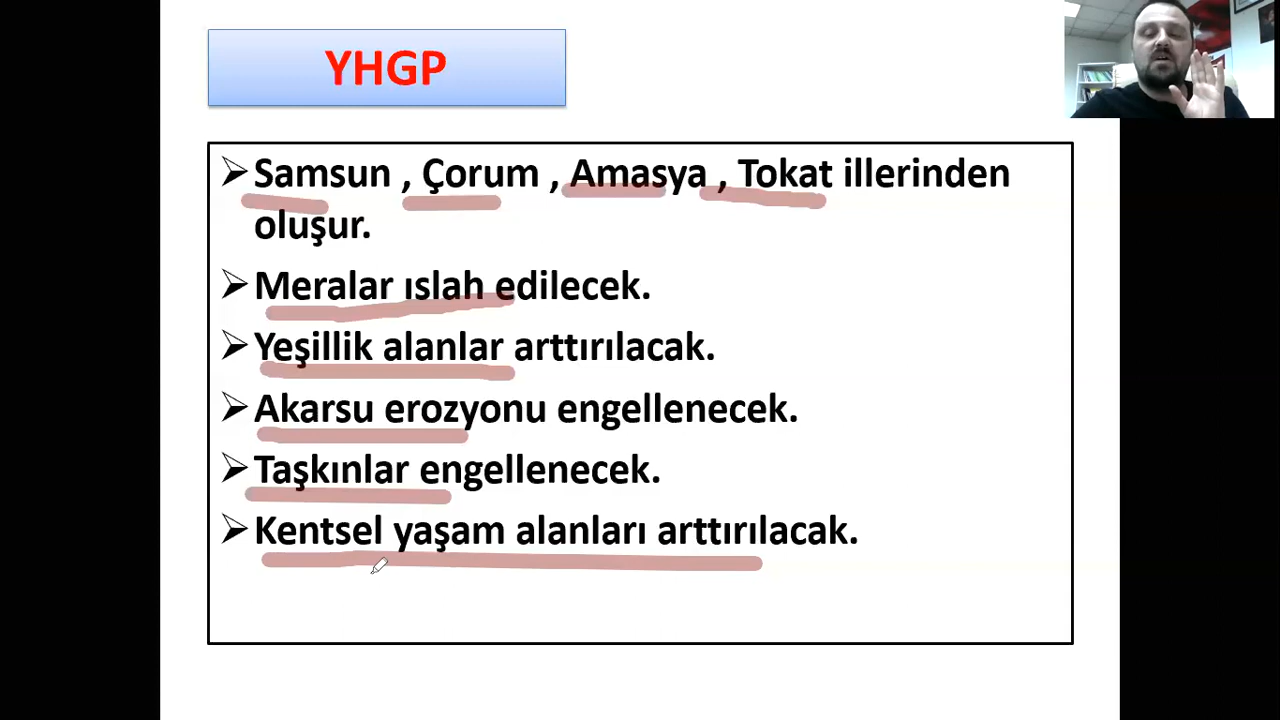 YHGP
Samsun , Çorum , Amasya , Tokat illerinden
oluşur.
Meralar ıslah edilecek.
Yeşillik alanlar arttırılacak.
Akarsu erozyonu engellenecek.
Taşkınlar engellenecek.
Kentsel yaşam alanları arttırılacak.